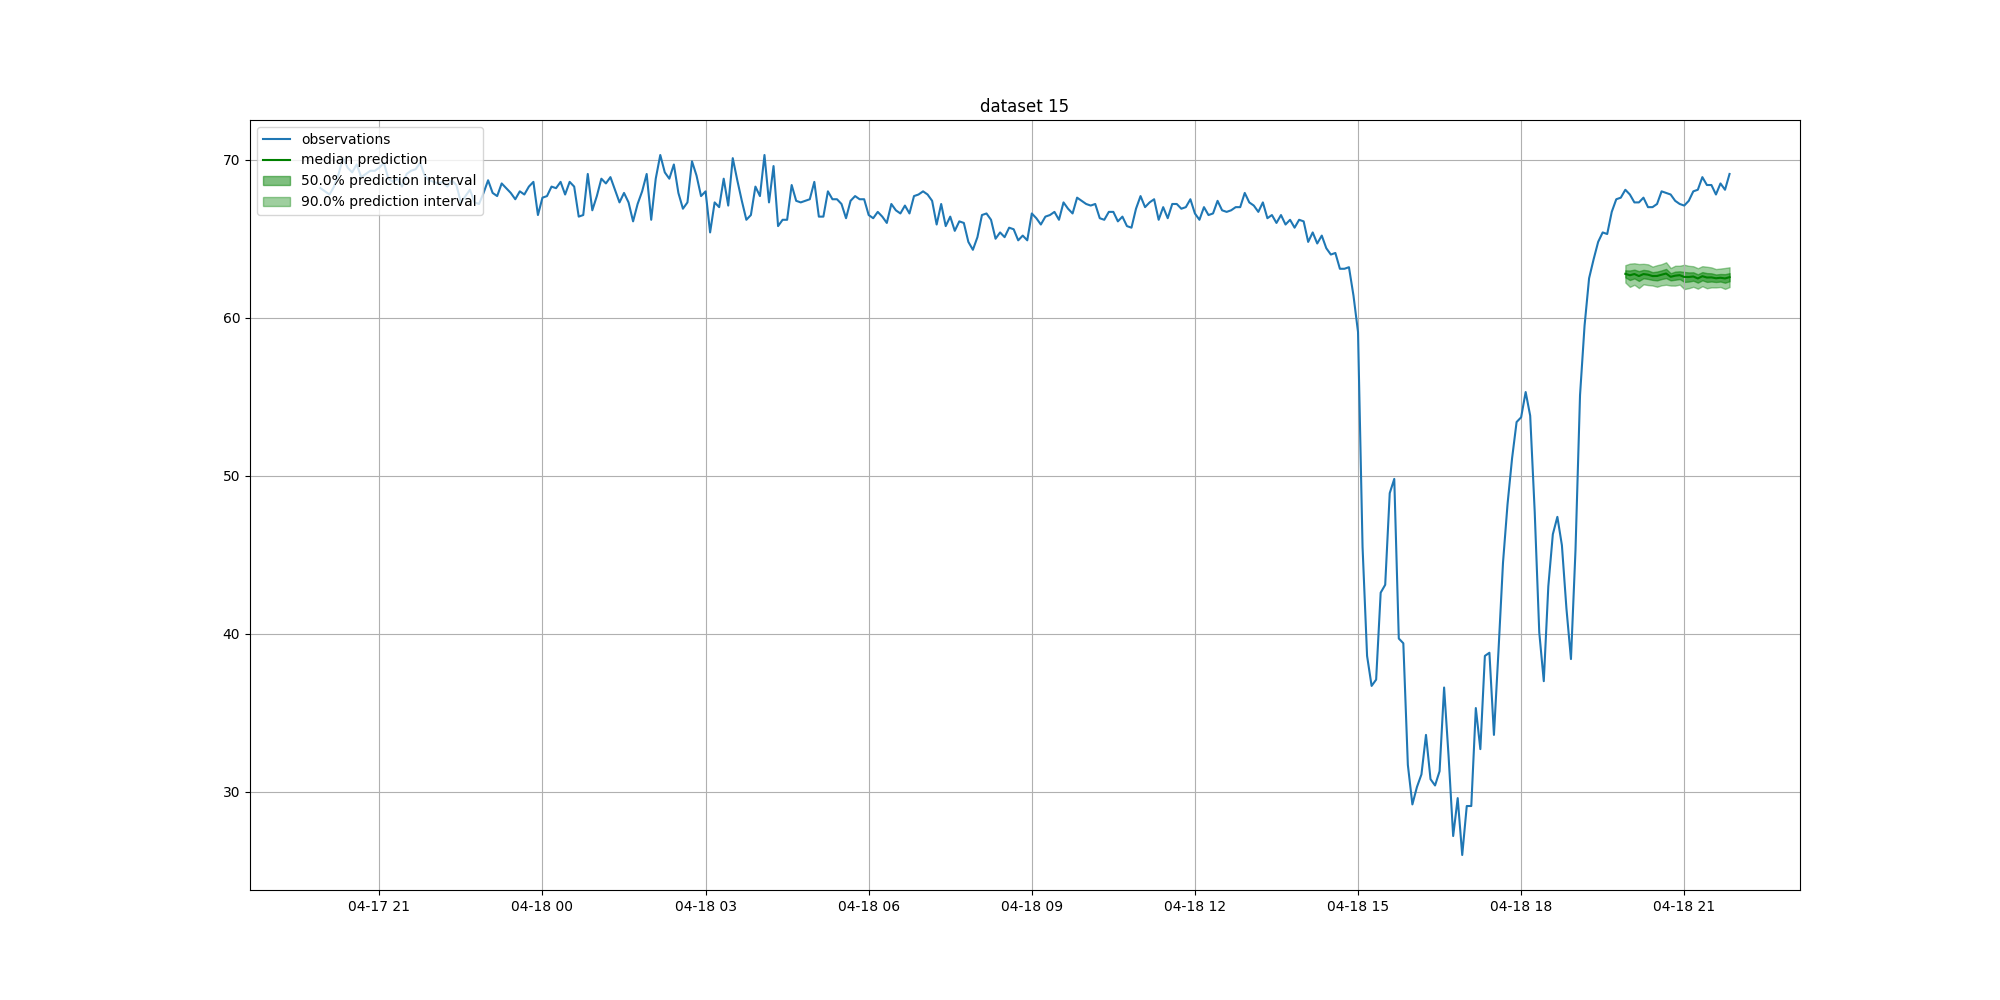 dataset 15
observations
median prediction
50.0% prediction interval
90.0% prediction interval
70
60
50
40
30
04-17 21
04-18 00
04-18 03
04-18 06
04-18 09
04-18 12
04-18 15
04-18 18
04-18 21